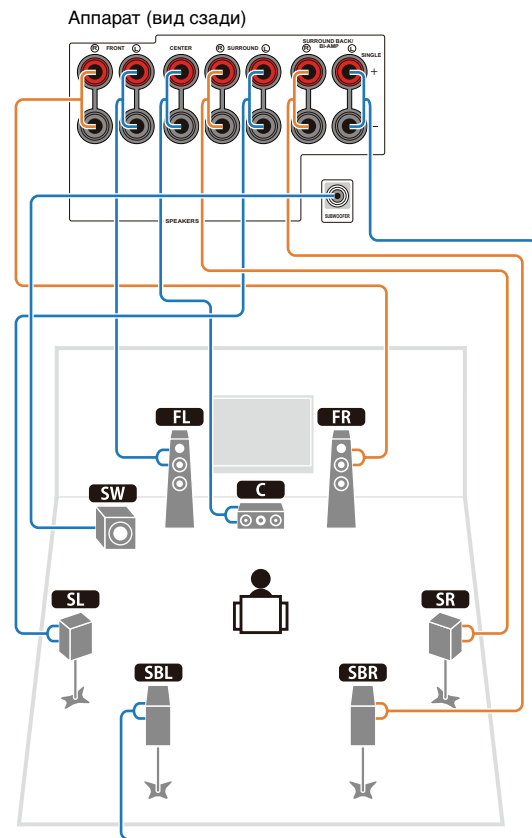 Аппарат (вид сзади)
SURROUND BACK/
BI-AMP
R FRONT L CENTER R SURROUND L R L SINGLE
+
–
SUBWOOFER
SPEAKERS
FL FR
SW C
SL SR
SBL SBR